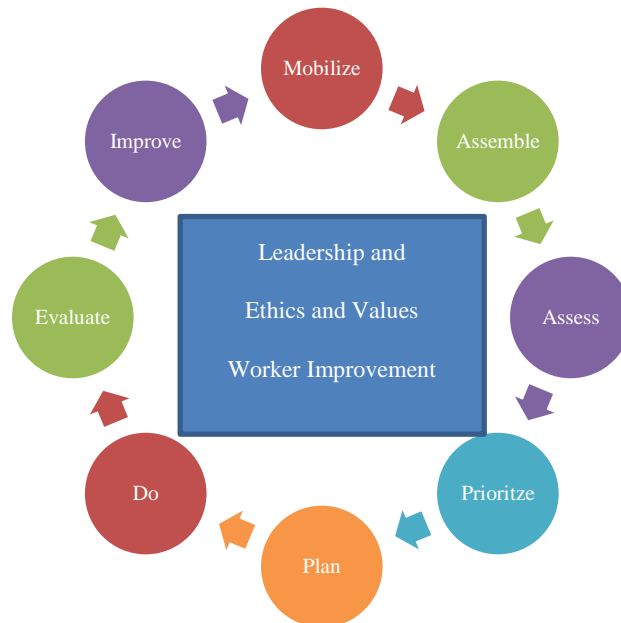 Mobilize
Assemble
Assess
Prioritze
Plan
Do
Evaluate
Improve
Leadership and
Ethics and Values
Worker Improvement